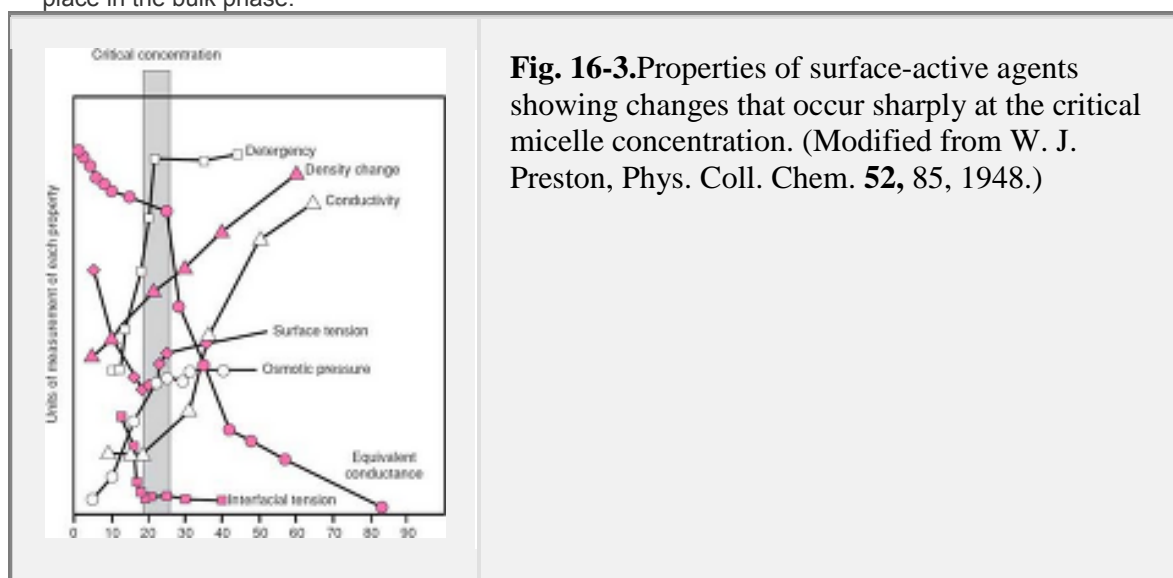 place in the bulk phase.
Critical concentration
Units of measurement of each property
Detergency
Density change
Conductivity
Surface tension
Osmotic pressure
Equivalent
conductance
Interfacial tension
0 10 20 30 40 50 60 70 80 90
Fig. 16-3.Properties of surface-active agents
showing changes that occur sharply at the critical
micelle concentration. (Modified from W. J.
Preston, Phys. Coll. Chem. 52, 85, 1948.)